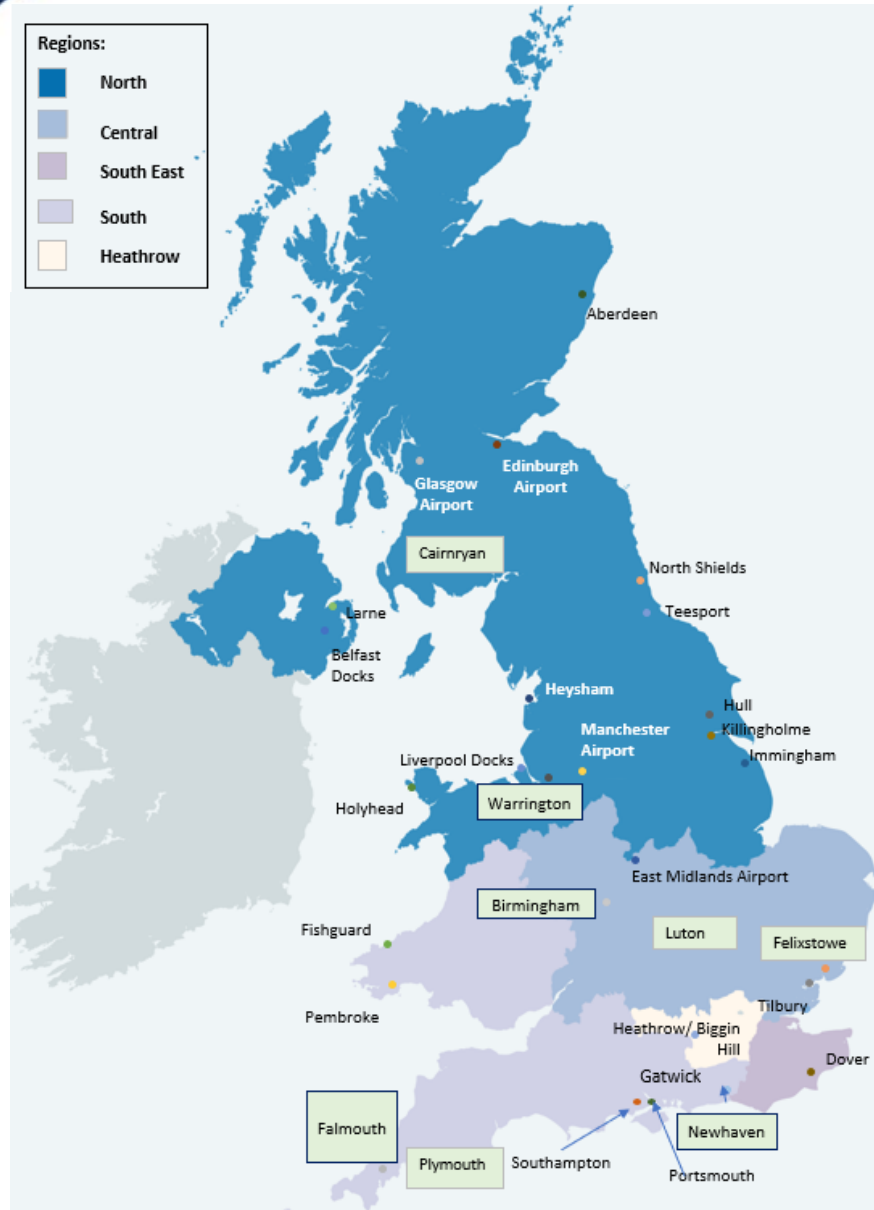 Regions:
North
Central
South East
South
Heathrow
Aberdeen
Edinburgh
Airport
Glasgow
Airport
Cairnryan
North Shields
Teesport
Larne
Belfast
Docks
Heysham
Hull
Killingholme
Manchester
Airport
Immingham
Liverpool Docks
Holyhead
Warrington
East Midlands Airport
Birmingham
Luton
Fishguard
Felixstowe
Pembroke
Tilbury
Heathrow/ Biggin
Hill
Dover
Gatwick
Falmouth
Newhaven
Plymouth
Southampton
Portsmouth